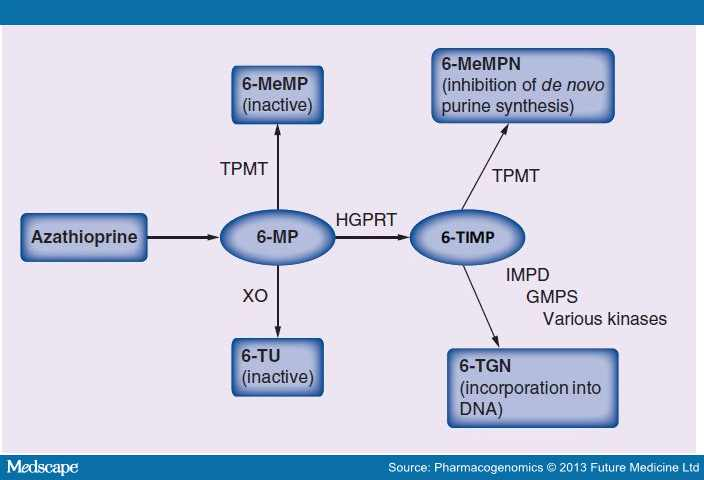 6-MeMP
(inactive)
6-MeMPN
(inhibition of de novo
purine synthesis)
TPMT
TPMT
Azathioprine
6-MP
HGPRT
6-TIMP
XO
IMPD
GMPS
Various kinases
6-TU
(inactive)
6-TGN
(incorporation into
DNA)
Medscape
Source: Pharmacogenomics © 2013 Future Medicine Ltd